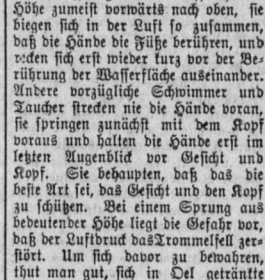 Höhe zumeist vorwärts nach oben, sie
biegen sich in der Luft so zusammen,
daß die Hände die Füße berühren, und
recken sich erst wieder kurz vor der Be-
rührung der Wasserfläche auseinander.
Andere vorzügliche Schwimmer und
Taucher strecken nie die Hände voran,
sie springen zunächst mit dem Kopf
voraus und halten die Hände erst im
letzten Augenblick vor Gesicht und
Kopf. Sie behaupten, daß das die
beste Art sei, das Gesicht und den Kopf
zu schützen. Bei einem Sprung aus
bedeutender Höhe liegt die Gefahr vor,
daß der Luftdruck dasTrommelfell zer-
stört. Um sich davor zu bewahren,
thut man gut, sich in Oel getränkte